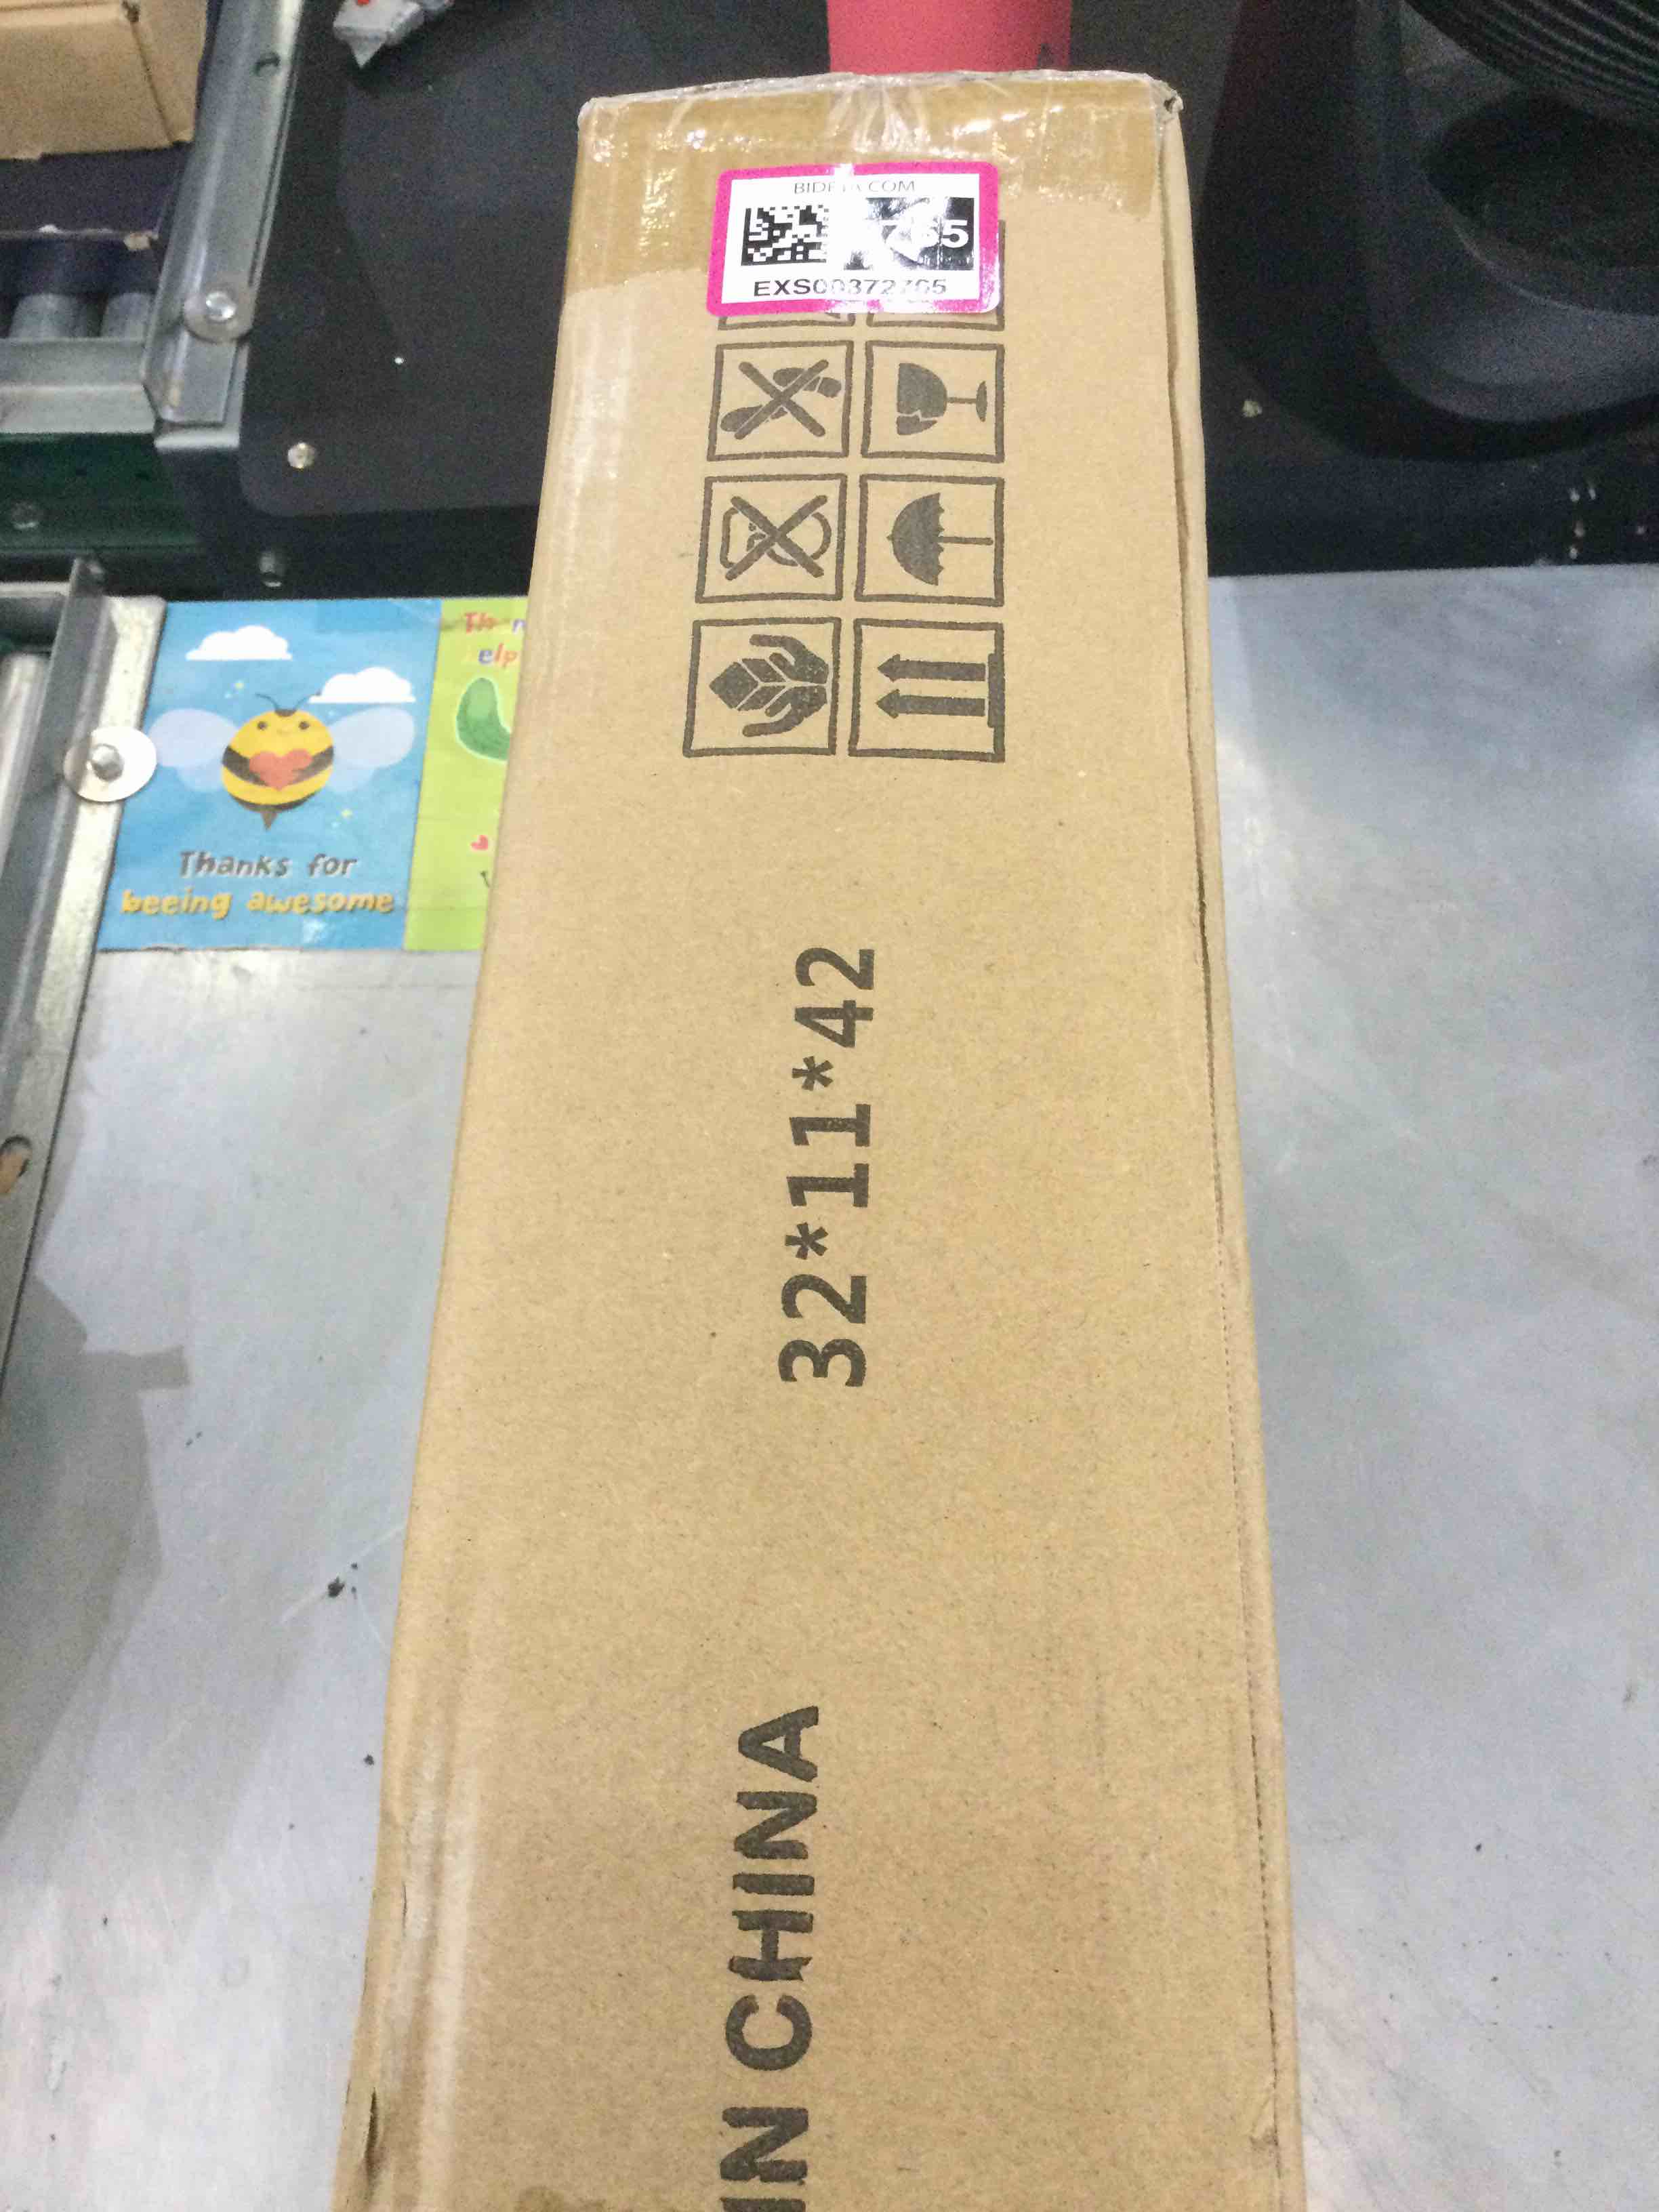 EXS00372765
32*11*42
IN CHINA
Thanks for
beeing awesome